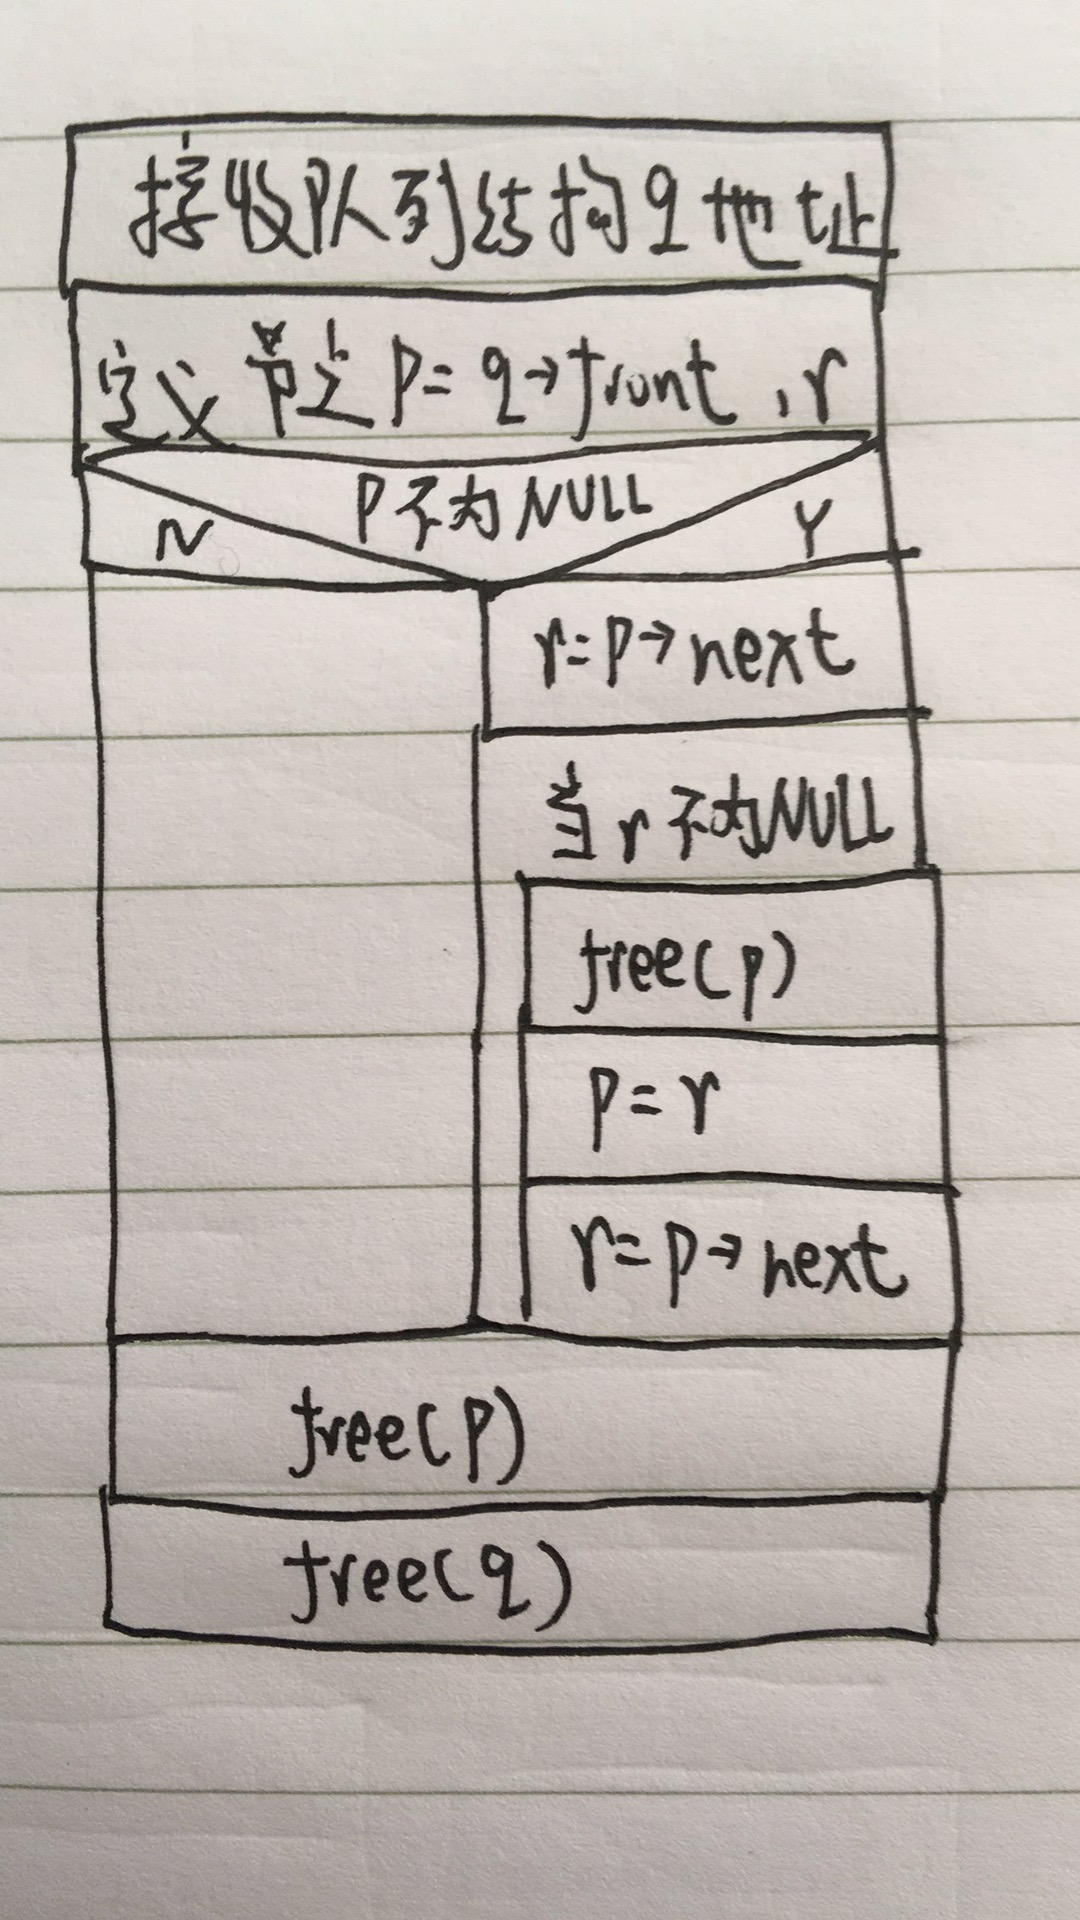 接收队列结构q地址
定义节点p=q→front,r
P不为NULL
N
Y
r=p→next
当r不为NULL
free(p)
p=r
r=p→next
free(p)
free(q)